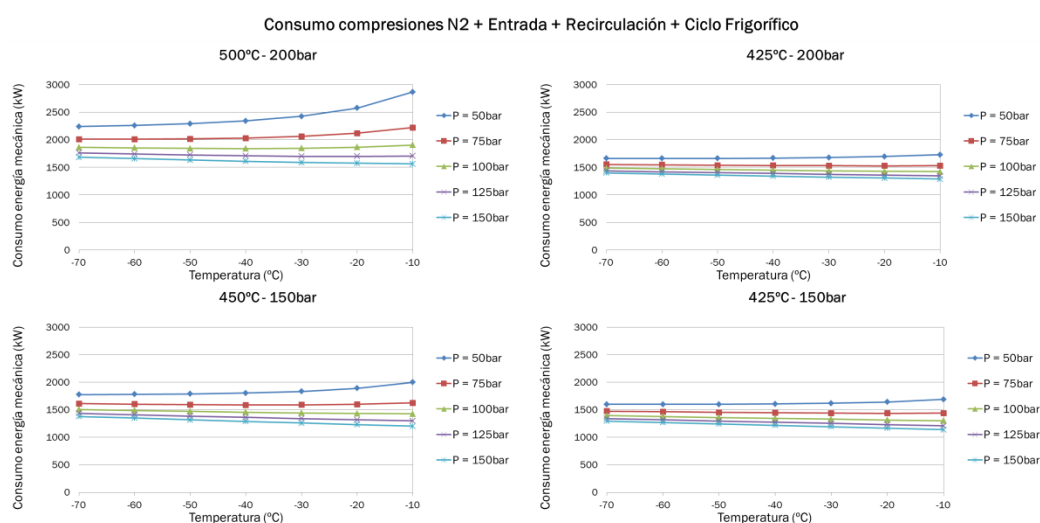 Consumo compresiones N2 + Entrada + Recirculación + Ciclo Frigorífico
500ºC - 200bar
Consumo energía mecánica (kW)
3000
2500
2000
1500
1000
500
0
-70 -60 -50 -40 -30 -20 -10
Temperatura (ºC)
P = 50bar
P = 75bar
P = 100bar
P = 125bar
P = 150bar
425ºC - 200bar
Consumo energía mecánica (kW)
3000
2500
2000
1500
1000
500
0
-70 -60 -50 -40 -30 -20 -10
Temperatura (ºC)
P = 50bar
P = 75bar
P = 100bar
P = 125bar
P = 150bar
450ºC - 150bar
Consumo energía mecánica (kW)
3000
2500
2000
1500
1000
500
0
-70 -60 -50 -40 -30 -20 -10
Temperatura (ºC)
P = 50bar
P = 75bar
P = 100bar
P = 125bar
P = 150bar
425ºC - 150bar
Consumo energía mecánica (kW)
3000
2500
2000
1500
1000
500
0
-70 -60 -50 -40 -30 -20 -10
Temperatura (ºC)
P = 50bar
P = 75bar
P = 100bar
P = 125bar
P = 150bar